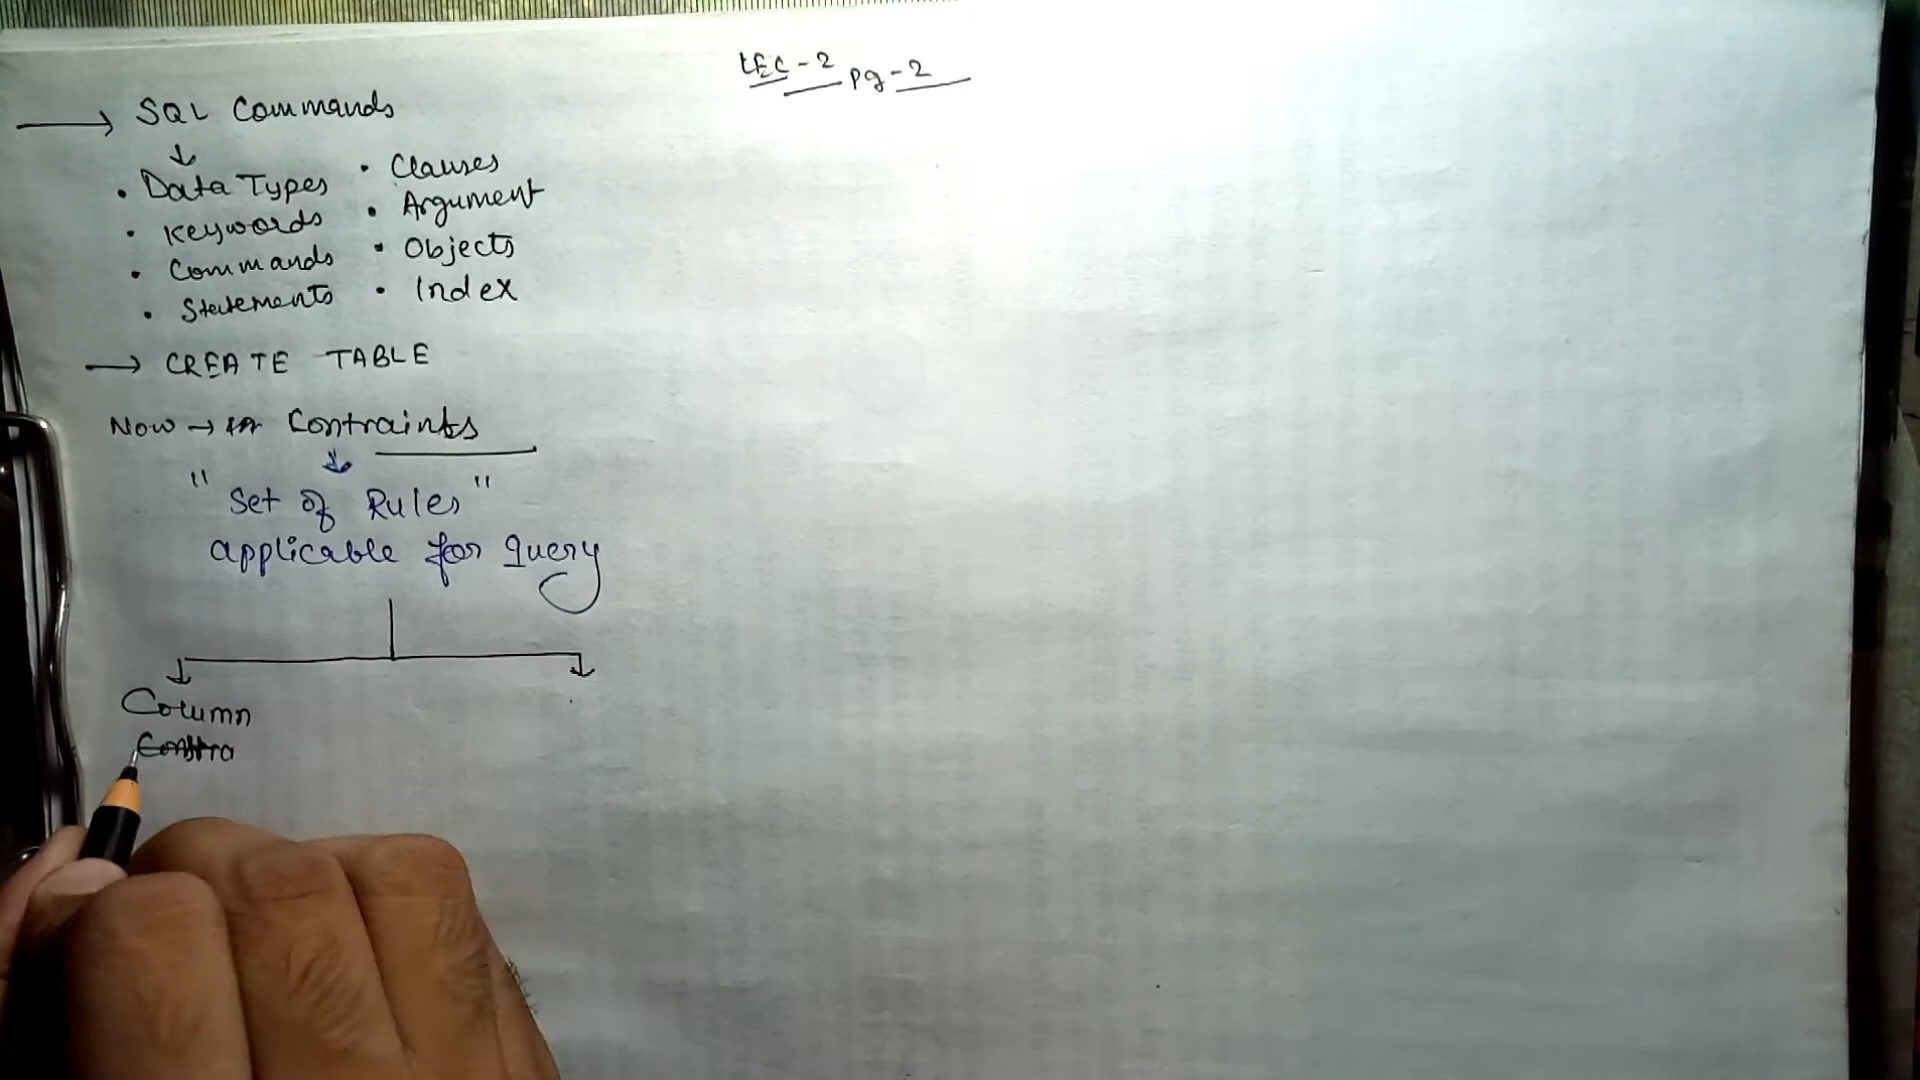 LEC-2 pg-2
→ SQL Commands
↓
• Data Types • Clauses
• Keywords • Argument
• Commands • Objects
• Statements • Index
→ CREATE TABLE
Now → Contraints
↓
" Set of Rules "
applicable for query
Column
Contra